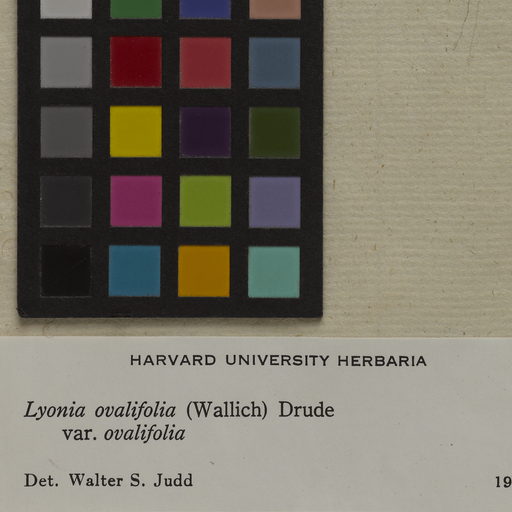 HARVARD UNIVERSITY HERBARIA
Lyonia ovalifolia (Wallich) Drude
var. ovalifolia
Det. Walter S. Judd 19